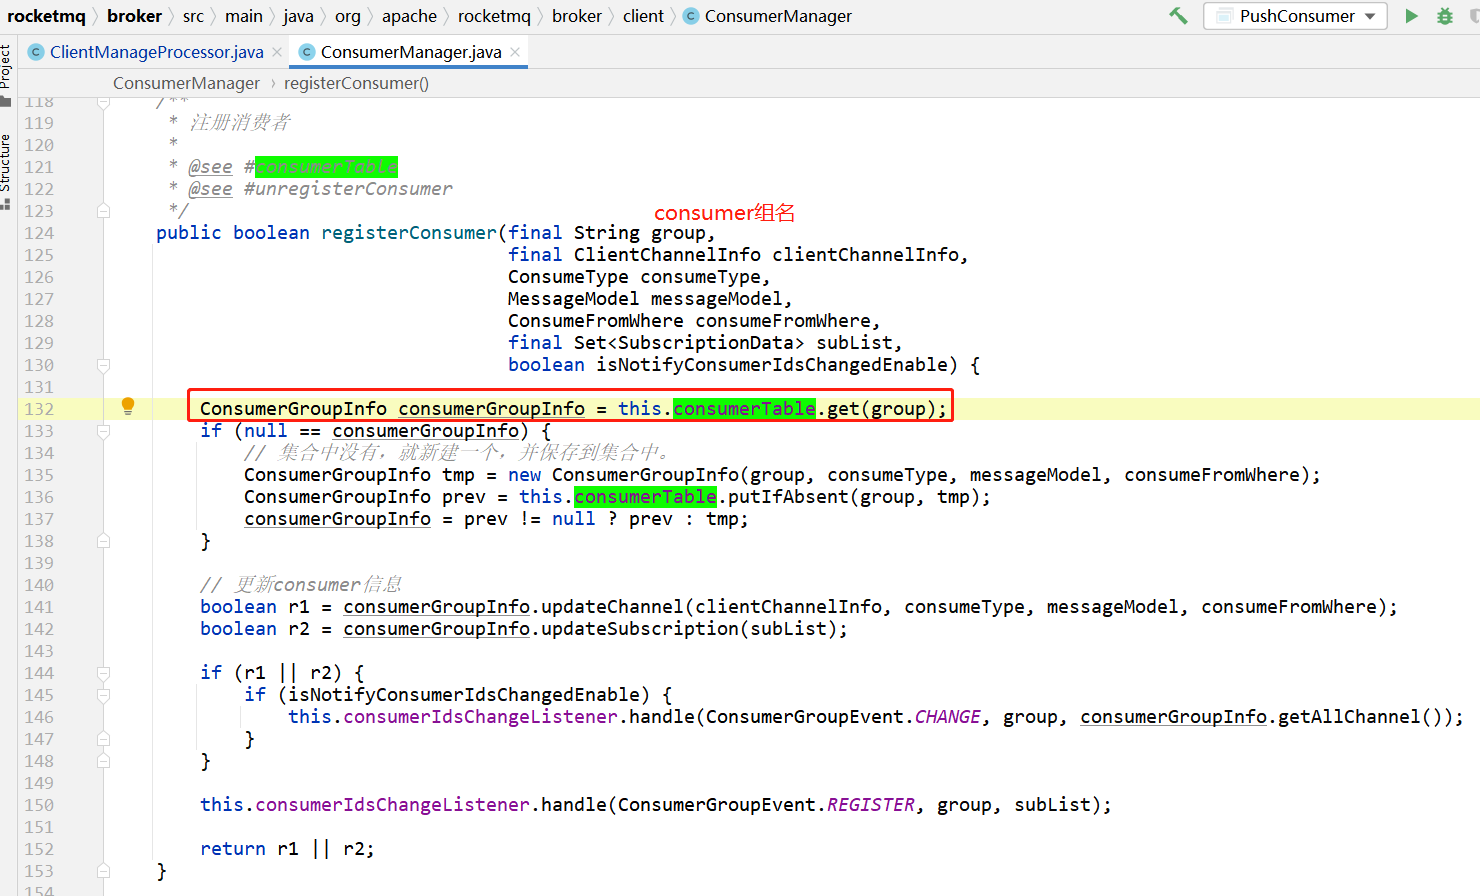 rocketmq broker src main java org apache rocketmq broker client ConsumerManager PushConsumer
ClientManageProcessor.java ConsumerManager.java
Project
Structure
ConsumerManager registerConsumer()
118 /**
119 * 注册消费者
120 *
121 * @see #consumerTable
122 * @see #unregisterConsumer
123 */
consumer组名
124 public boolean registerConsumer(final String group,
125 final ClientChannelInfo clientChannelInfo,
126 ConsumeType consumeType,
127 MessageModel messageModel,
128 ConsumeFromWhere consumeFromWhere,
129 final Set<SubscriptionData> subList,
130 boolean isNotifyConsumerIdsChangedEnable) {
131
132 ConsumerGroupInfo consumerGroupInfo = this.consumerTable.get(group);
133 if (null == consumerGroupInfo) {
134 // 集合中没有，就新建一个，并保存到集合中。
135 ConsumerGroupInfo tmp = new ConsumerGroupInfo(group, consumeType, messageModel, consumeFromWhere);
136 ConsumerGroupInfo prev = this.consumerTable.putIfAbsent(group, tmp);
137 consumerGroupInfo = prev != null ? prev : tmp;
138 }
139
140 // 更新consumer信息
141 boolean r1 = consumerGroupInfo.updateChannel(clientChannelInfo, consumeType, messageModel, consumeFromWhere);
142 boolean r2 = consumerGroupInfo.updateSubscription(subList);
143
144 if (r1 || r2) {
145 if (isNotifyConsumerIdsChangedEnable) {
146 this.consumerIdsChangeListener.handle(ConsumerGroupEvent.CHANGE, group, consumerGroupInfo.getAllChannel());
147 }
148 }
149
150 this.consumerIdsChangeListener.handle(ConsumerGroupEvent.REGISTER, group, subList);
151
152 return r1 || r2;
153 }
154